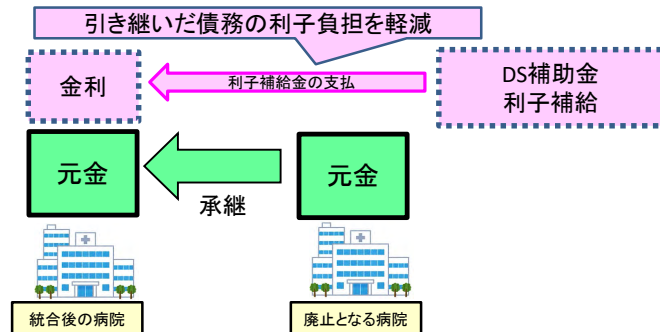 引き継いだ債務の利子負担を軽減
金利
利子補給金の支払
DS補助金
利子補給
元金
承継
元金
統合後の病院
廃止となる病院